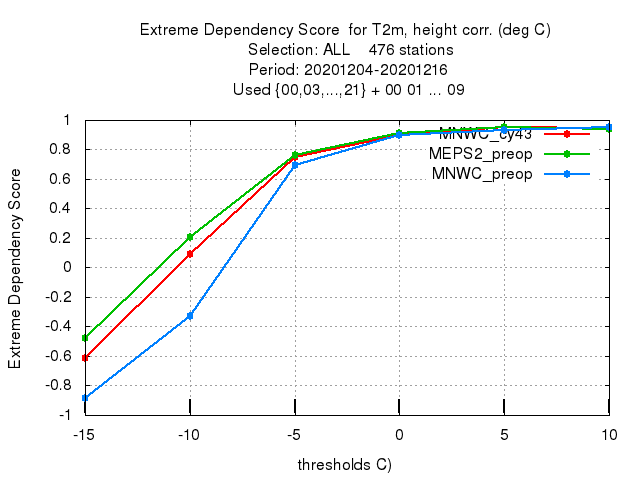 Extreme Dependency Score  for T2m, height corr. (deg C)
Selection: ALL    476 stations
Period: 20201204-20201216
Used {00,03,...,21} + 00 01 ... 09
Extreme Dependency Score
1
0.8
0.6
0.4
0.2
0
-0.2
-0.4
-0.6
-0.8
-1
MNWC_cy43
MEPS2_preop
MNWC_preop
-15
-10
-5
0
5
10
thresholds C)